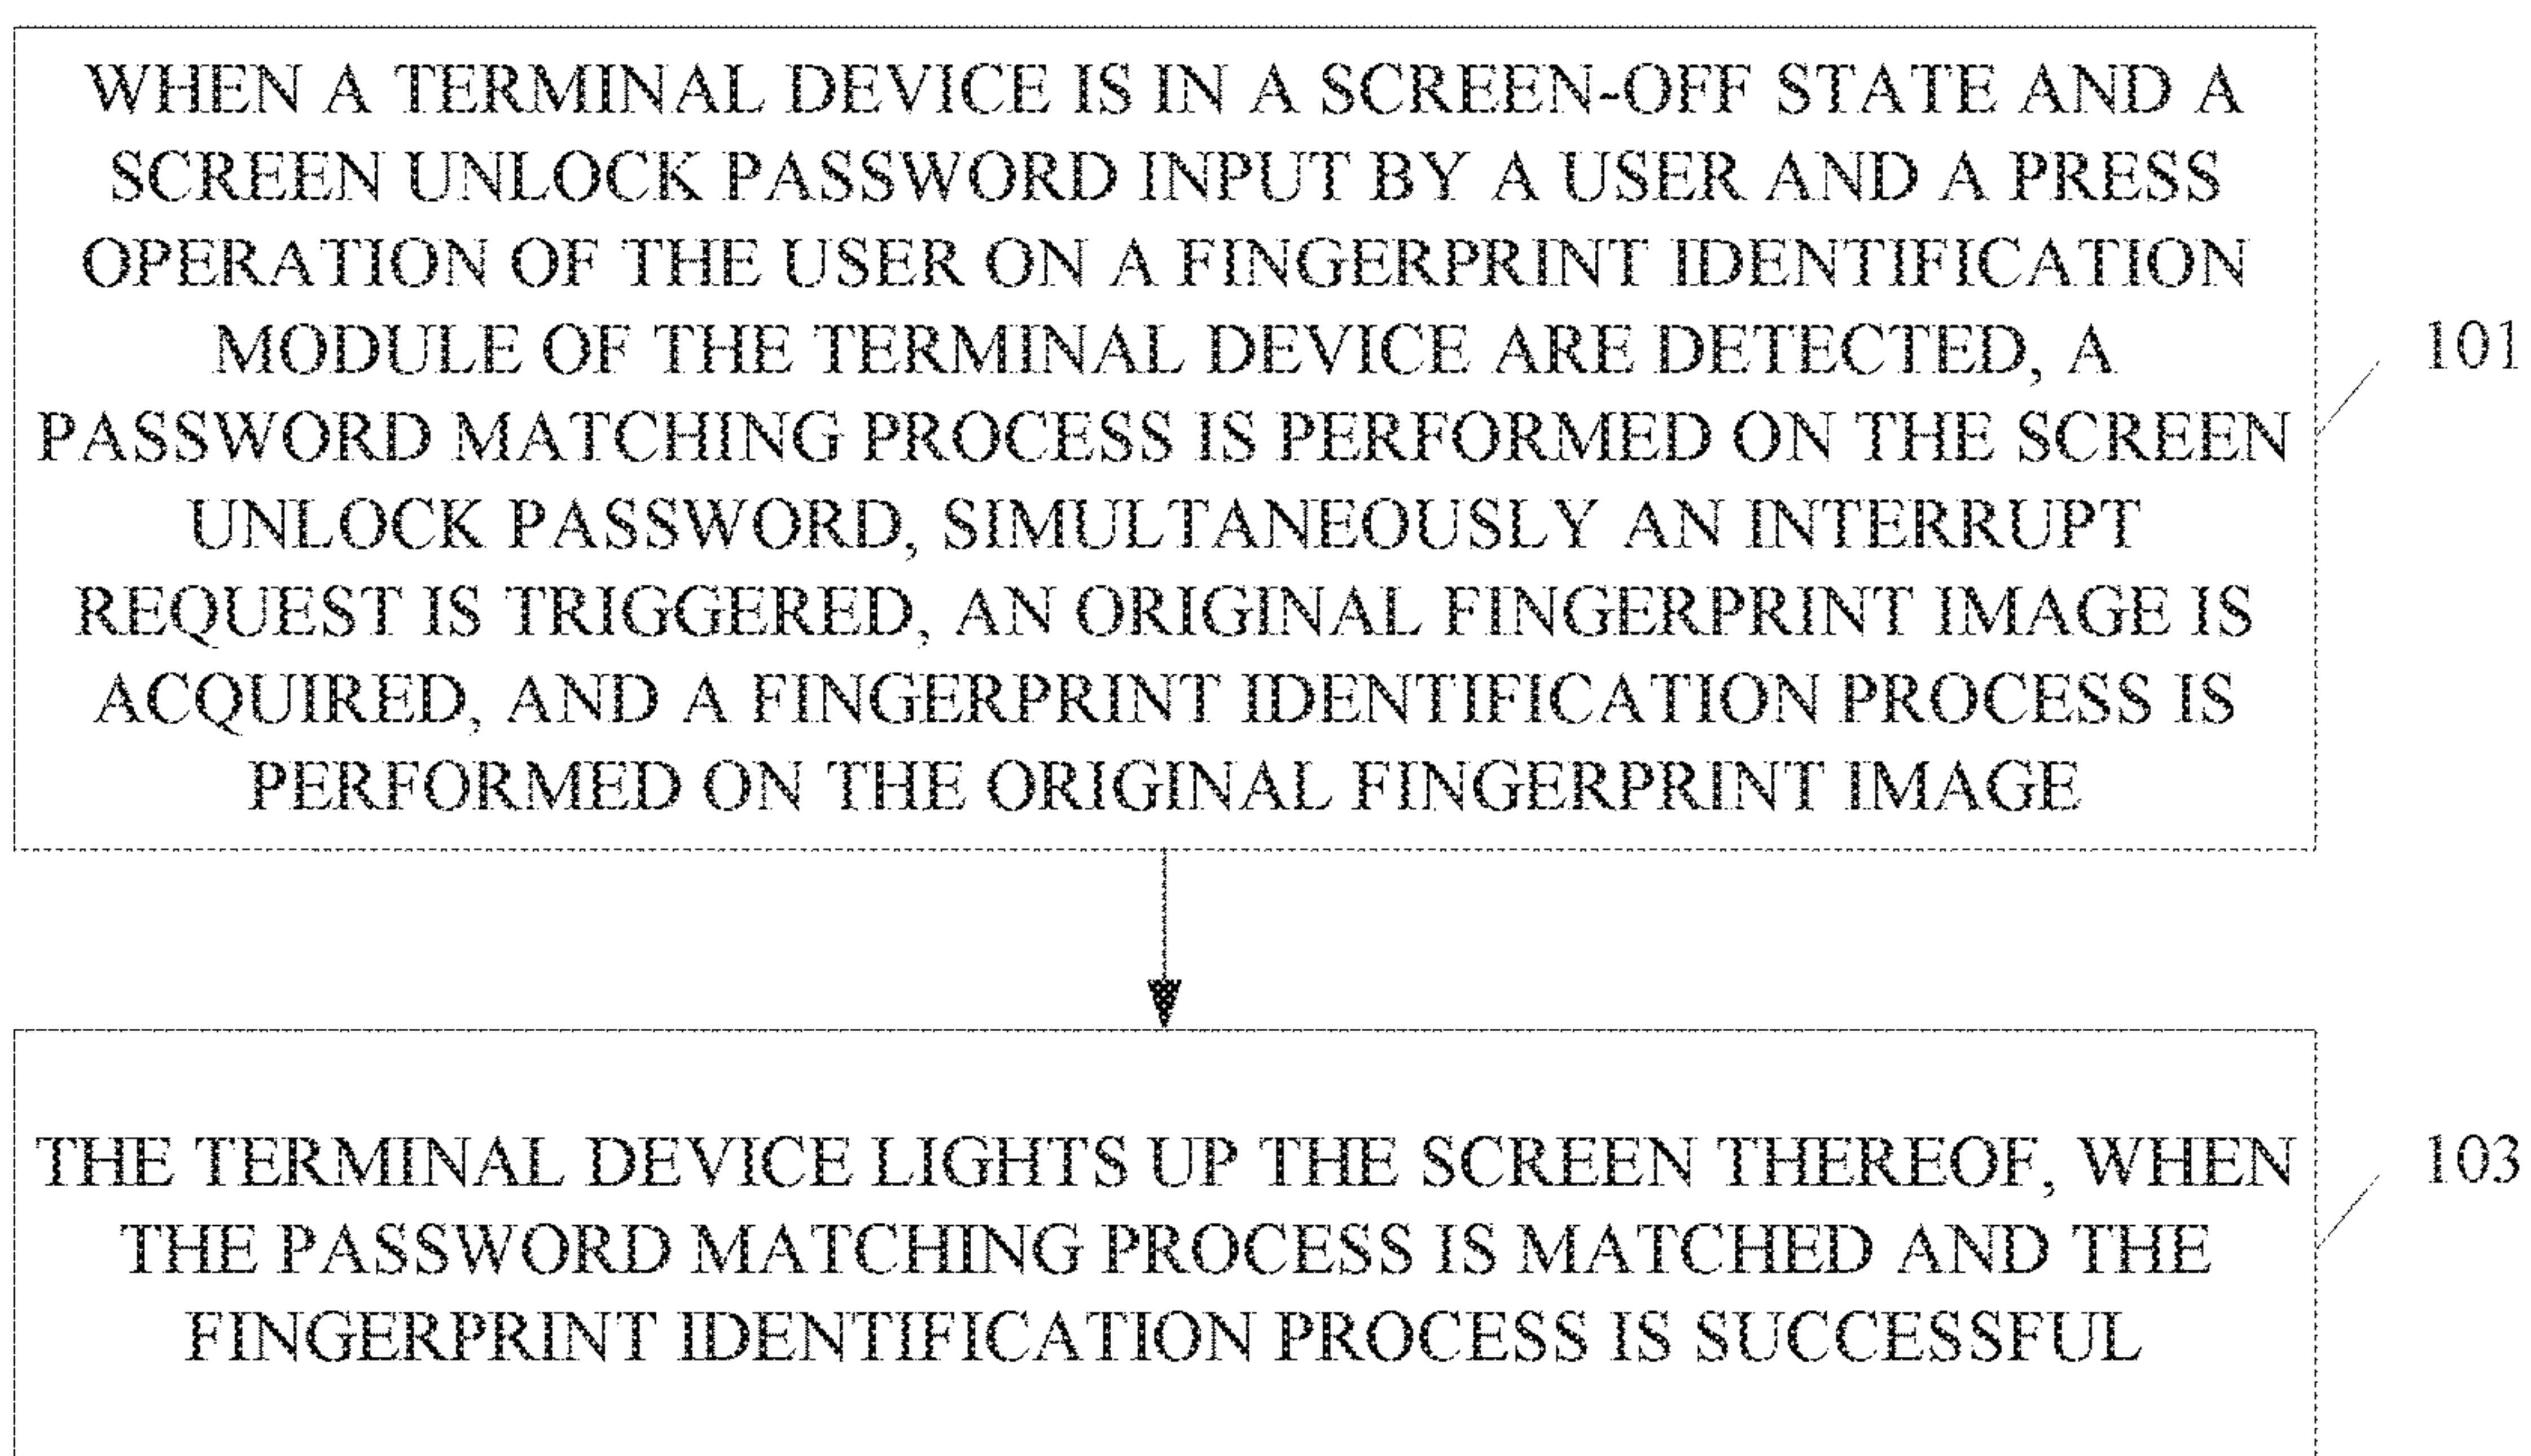 WHEN A TERMINAL DEVICE IS IN A SCREEN-OFF STATE AND A
SCREEN UNLOCK PASSWORD INPUT BY A USER AND A PRESS
OPERATION OF THE USER ON A FINGERPRINT IDENTIFICATION
MODULE OF THE TERMINAL DEVICE ARE DETECTED, A
PASSWORD MATCHING PROCESS IS PERFORMED ON THE SCREEN
UNLOCK PASSWORD, SIMULTANEOUSLY AN INTERRUPT
REQUEST IS TRIGGERED, AN ORIGINAL FINGERPRINT IMAGE IS
ACQUIRED, AND A FINGERPRINT IDENTIFICATION PROCESS IS
PERFORMED ON THE ORIGINAL FINGERPRINT IMAGE
101
THE TERMINAL DEVICE LIGHTS UP THE SCREEN THEREOF, WHEN
THE PASSWORD MATCHING PROCESS IS MATCHED AND THE
FINGERPRINT IDENTIFICATION PROCESS IS SUCCESSFUL
103